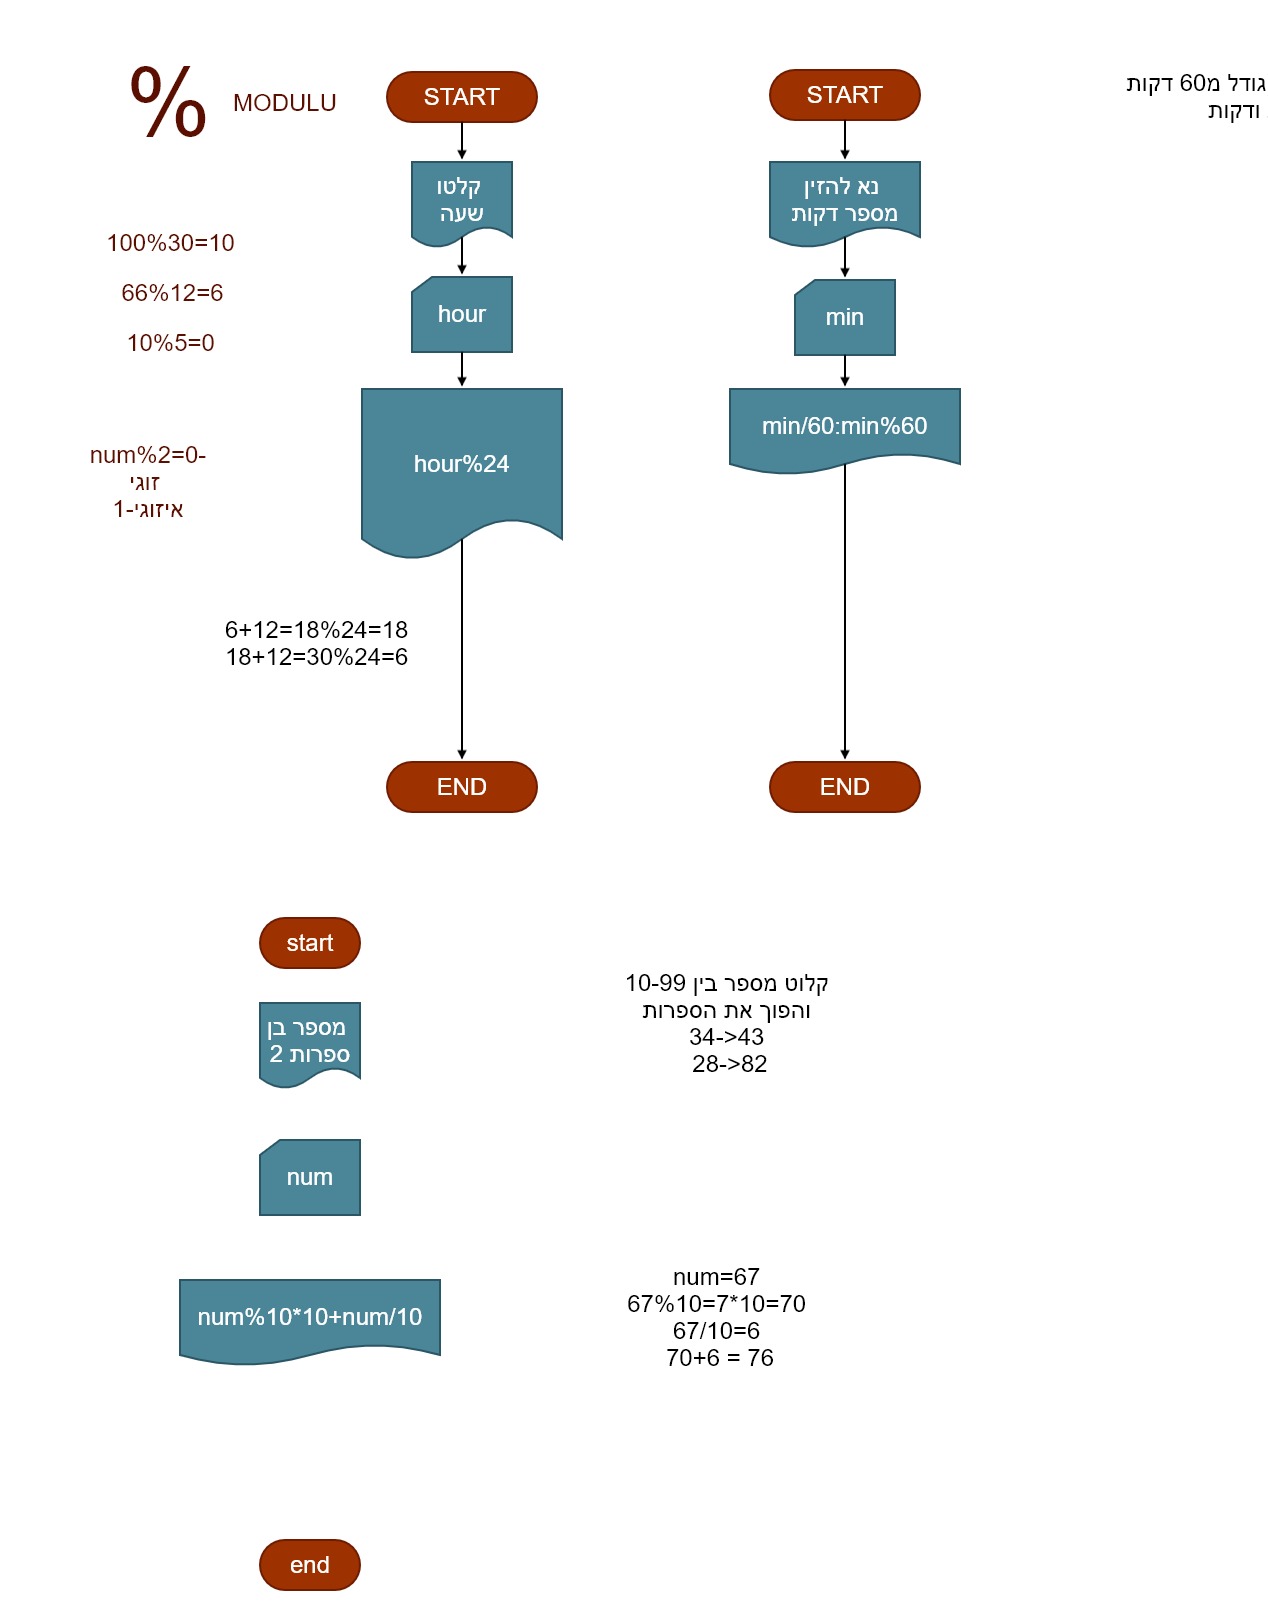 %
MODULU
100%30=10
66%12=6
10%5=0
num%2=0-
זוגי
איזוגי-1
START
קלטו
שעה
hour
hour%24
6+12=18%24=18
18+12=30%24=6
END
START
נא להזין
מספר דקות
min
min/60:min%60
END
גודל מ60 דקות
ודקות
start
מספר בן
2 ספרות
num
num%10*10+num/10
end
קלוט מספר בין 10-99
והפוך את הספרות
34->43
28->82
num=67
67%10=7*10=70
67/10=6
70+6 = 76